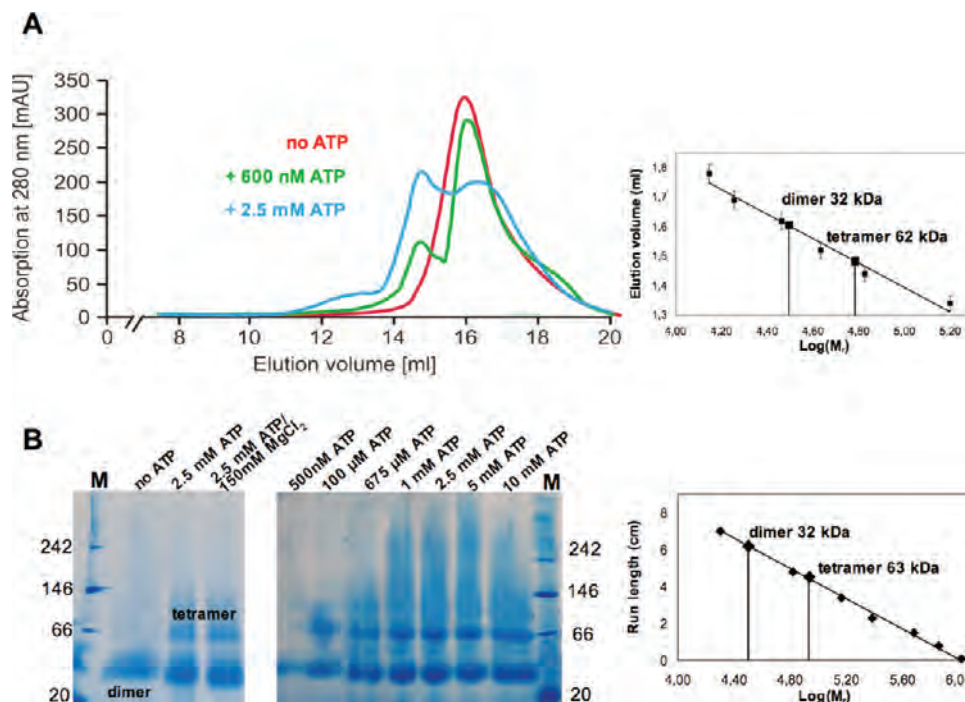 A
Absorption at 280 nm [mAU]
350
300
250
200
150
100
50
0
no ATP
+ 600 nM ATP
+ 2.5 mM ATP
8
10
12
14
16
18
20
Elution volume [ml]
Elution volume (ml)
1,8
1,7
1,6
1,5
1,4
1,3
dimer 32 kDa
tetramer 62 kDa
4,00
4,40
4,60
4,80
5,00
5,20
Log(Mr)
B
M
no ATP
2.5 mM ATP
2.5 mM ATP/
150mM MgCl2
500nM ATP
100 µM ATP
675 µM ATP
1 mM ATP
2.5 mM ATP
5 mM ATP
10 mM ATP
M
242
146
66
20
tetramer
dimer
242
146
66
20
Run length (cm)
8
6
4
2
0
dimer 32 kDa
tetramer 63 kDa
4,00
4,40
4,80
5,20
5,60
6,0
Log(Mr)